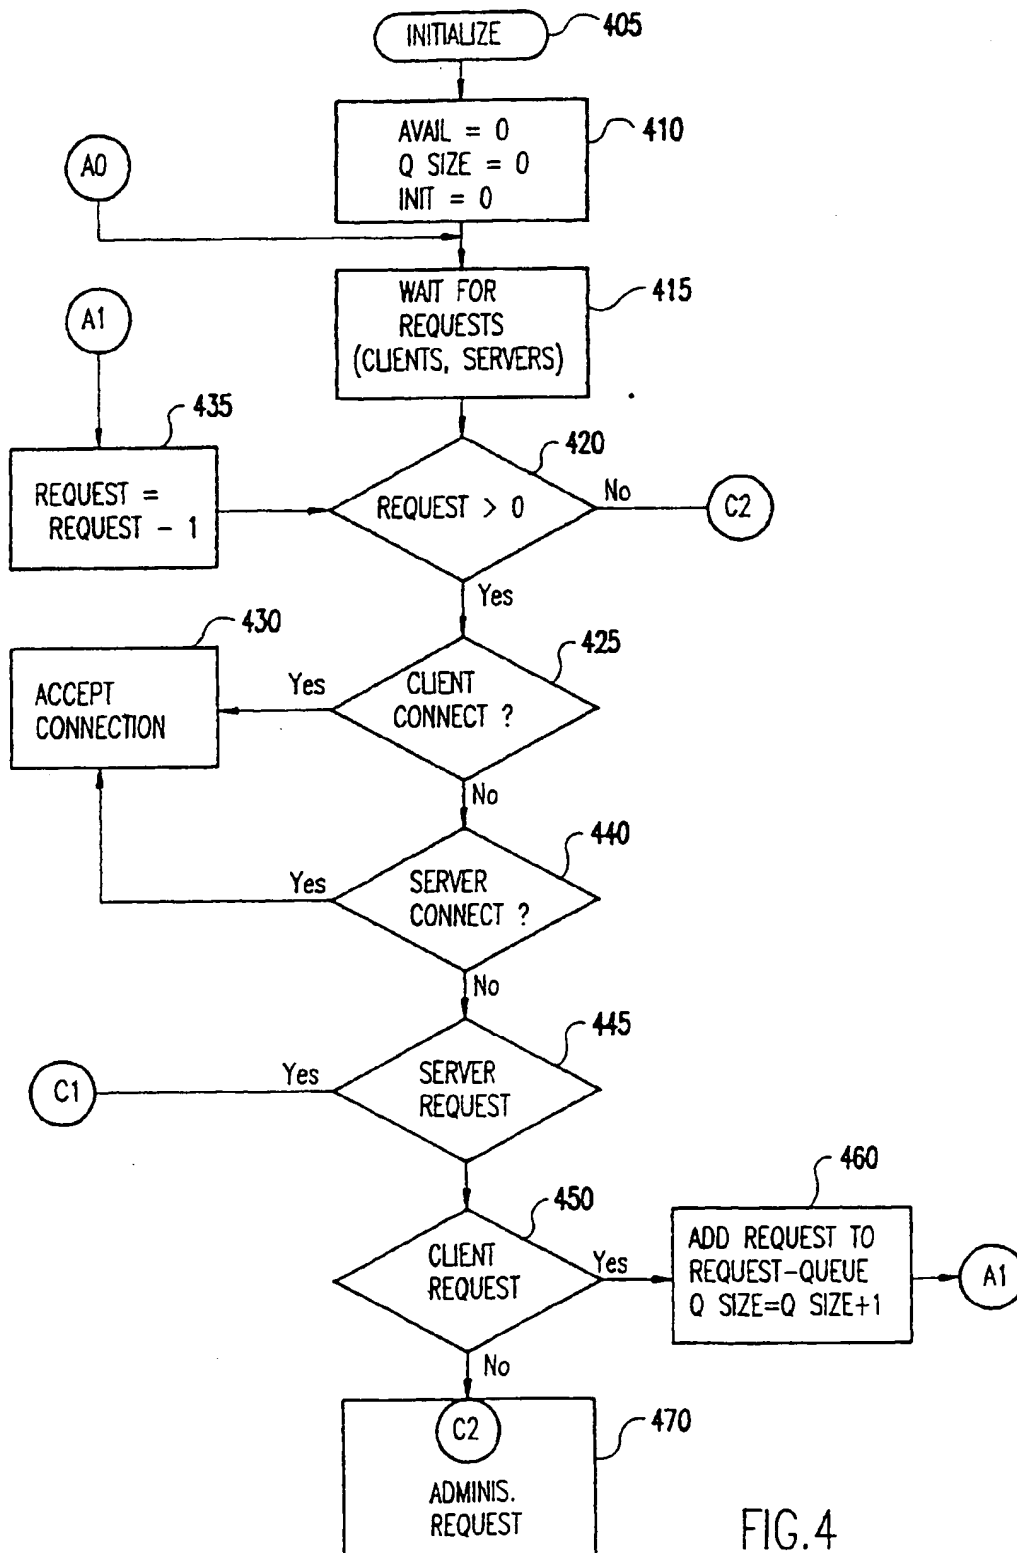 INITIALIZE
405
AVAIL = 0
Q SIZE = 0
INIT = 0
410
A0
WAIT FOR
REQUESTS
(CLIENTS, SERVERS)
415
A1
435
REQUEST =
REQUEST - 1
420
REQUEST > 0
No
C2
Yes
430
ACCEPT
CONNECTION
Yes
425
CLIENT
CONNECT ?
No
440
Yes
SERVER
CONNECT ?
No
445
C1
Yes
SERVER
REQUEST
450
CLIENT
REQUEST
Yes
460
ADD REQUEST TO
REQUEST-QUEUE
Q SIZE=Q SIZE+1
A1
No
C2
470
ADMINIS.
REQUEST
FIG.4